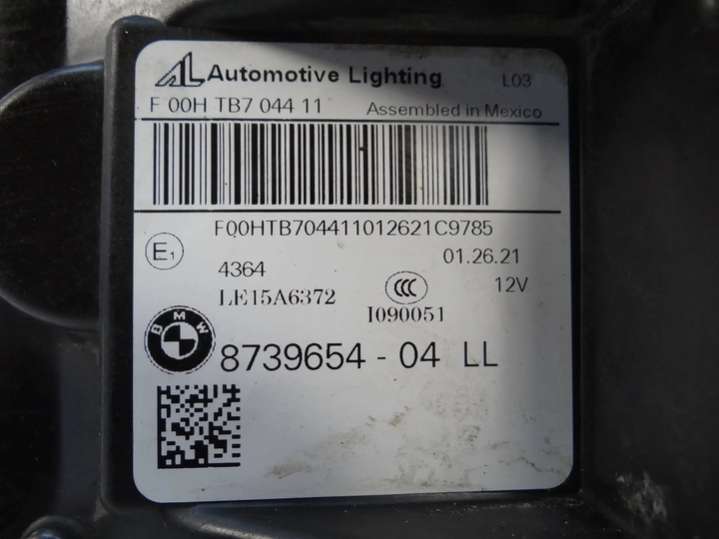 AL Automotive Lighting L03
F 00H TB7 044 11 Assembled in Mexico
F00HTB704411012621C9785
E1 01.26.21
4364 CCC 12V
LE15A6372 I090051
BMW 8739654 - 04 LL